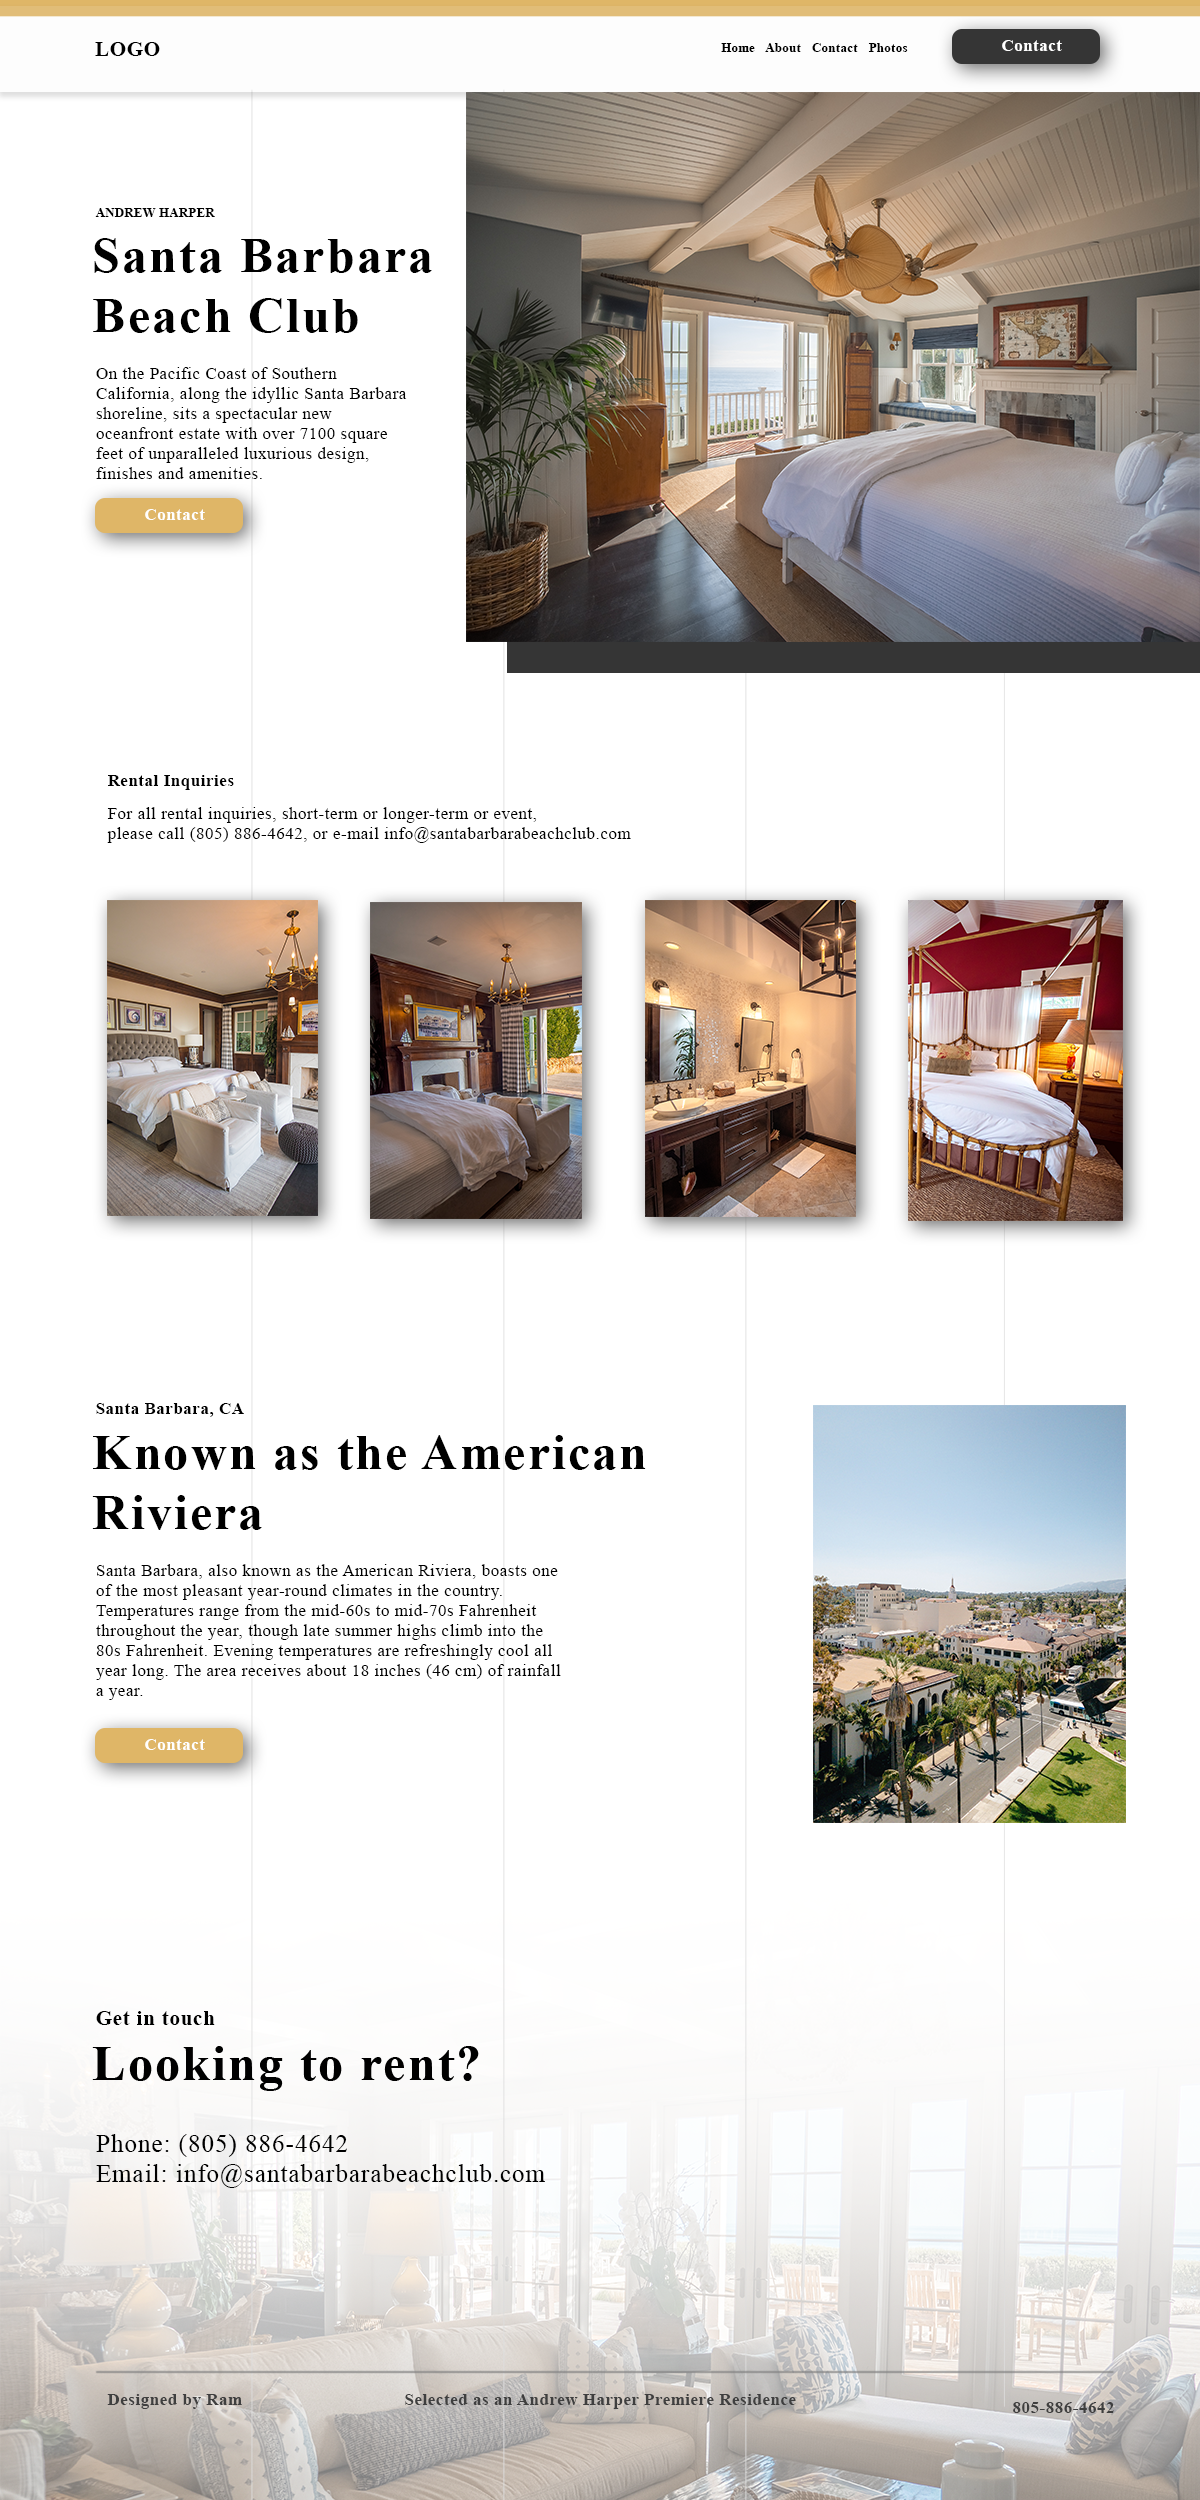 LOGO
Home About Contact Photos
Contact
ANDREW HARPER
Santa Barbara
Beach Club
On the Pacific Coast of Southern
California, along the idyllic Santa Barbara
shoreline, sits a spectacular new
oceanfront estate with over 7100 square
feet of unparalleled luxurious design,
finishes and amenities.
Contact
Rental Inquiries
For all rental inquiries, short-term or longer-term or event,
please call (805) 886-4642, or e-mail info@santabarbarabeachclub.com
Santa Barbara, CA
Known as the American
Riviera
Santa Barbara, also known as the American Riviera, boasts one
of the most pleasant year-round climates in the country.
Temperatures range from the mid-60s to mid-70s Fahrenheit
throughout the year, though late summer highs climb into the
80s Fahrenheit. Evening temperatures are refreshingly cool all
year long. The area receives about 18 inches (46 cm) of rainfall
a year.
Contact
Get in touch
Looking to rent?
Phone: (805) 886-4642
Email: info@santabarbarabeachclub.com
Designed by Ram
Selected as an Andrew Harper Premiere Residence
805-886-4642